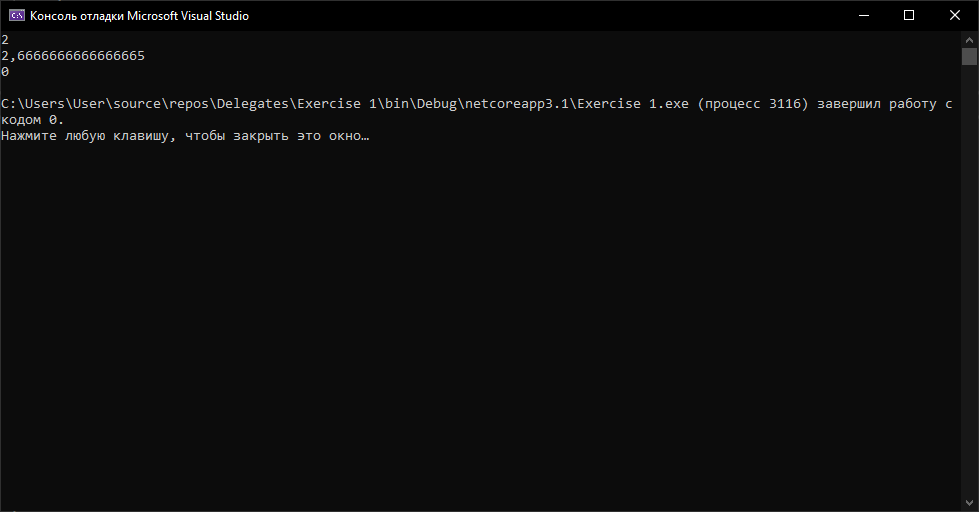 Консоль отладки Microsoft Visual Studio
2
2,6666666666666665
0
C:\Users\User\source\repos\Delegates\Exercise 1\bin\Debug\netcoreapp3.1\Exercise 1.exe (процесс 3116) завершил работу с
кодом 0.
Нажмите любую клавишу, чтобы закрыть это окно…